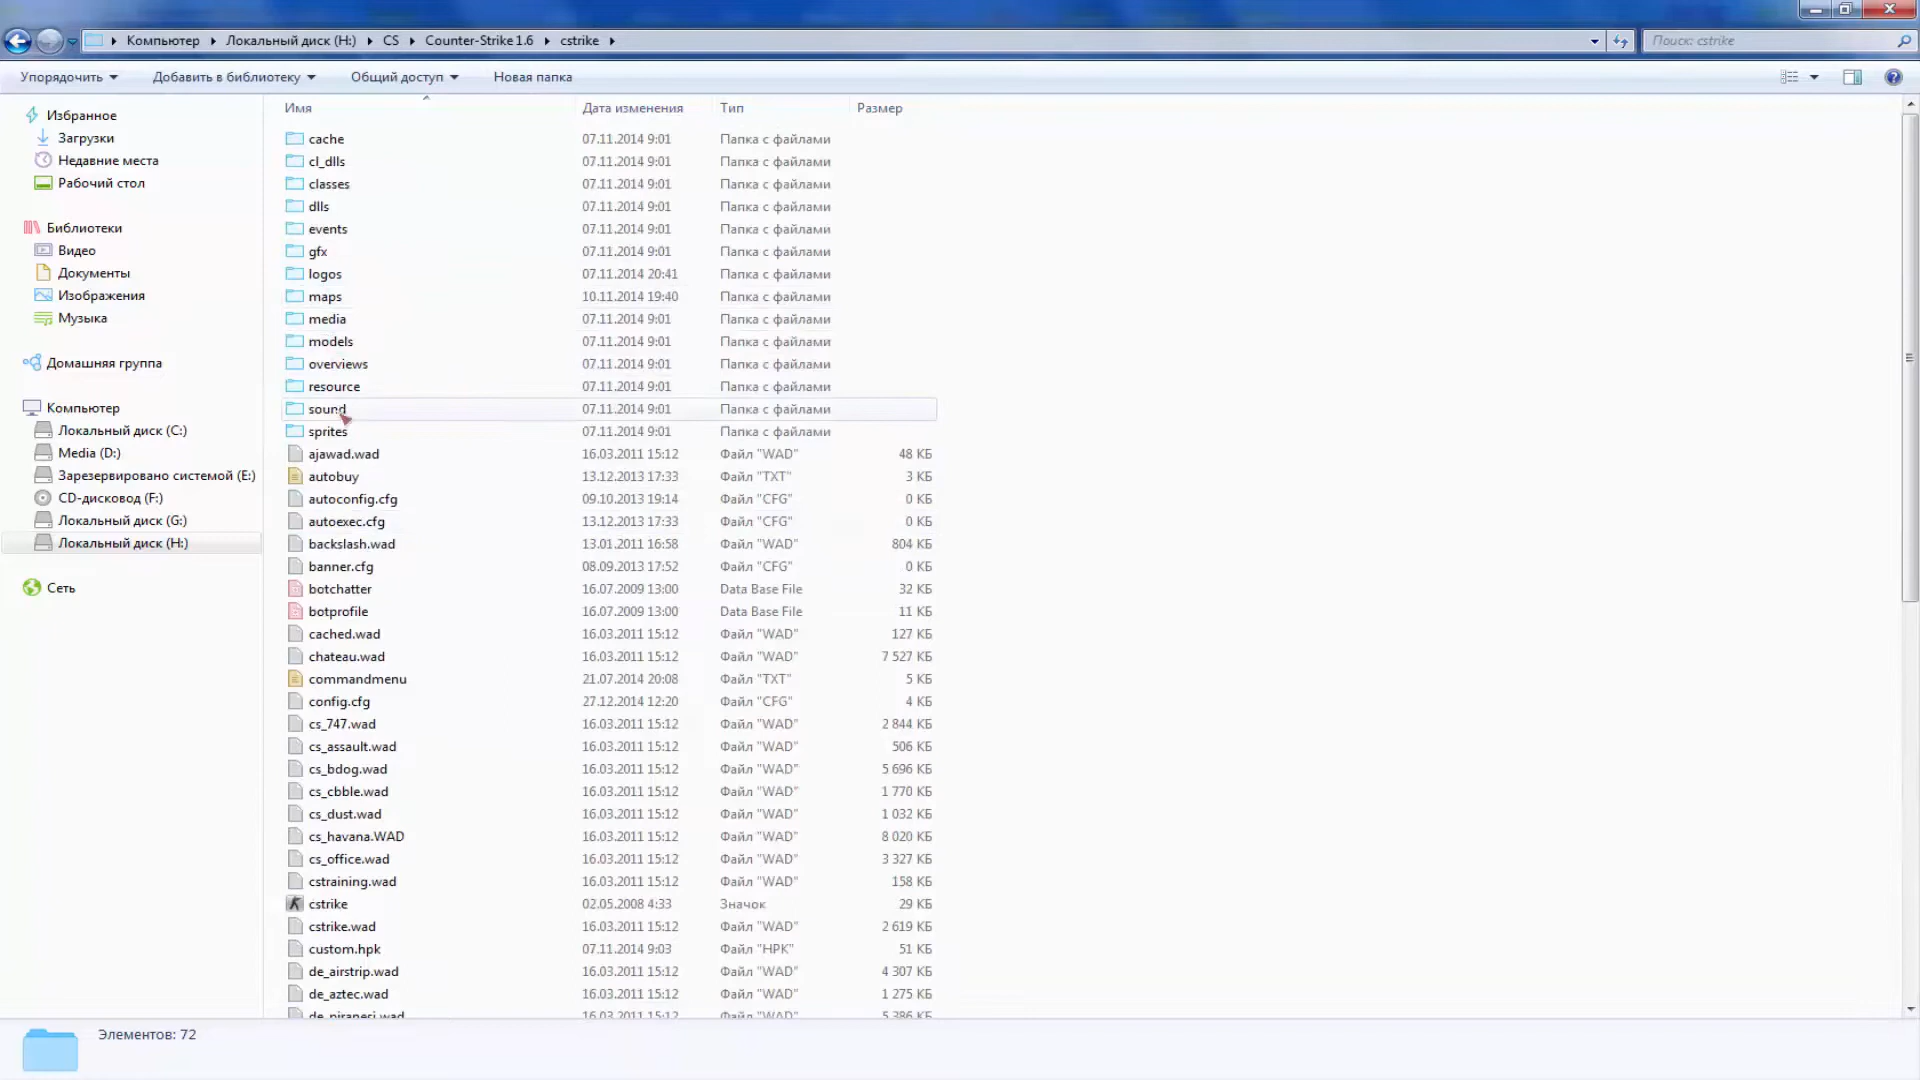 Компьютер Локальный диск (H:) CS Counter-Strike 1.6 cstrike
Поиск: cstrike
Упорядочить Добавить в библиотеку Общий доступ Новая папка
Имя Дата изменения Тип Размер
Избранное
Загрузки
Недавние места
Рабочий стол
Библиотеки
Видео
Документы
Изображения
Музыка
Домашняя группа
Компьютер
Локальный диск (C:)
Media (D:)
Зарезервировано системой (E:)
CD-дисковод (F:)
Локальный диск (G:)
Локальный диск (H:)
Сеть
cache 07.11.2014 9:01 Папка с файлами
cl_dlls 07.11.2014 9:01 Папка с файлами
classes 07.11.2014 9:01 Папка с файлами
dlls 07.11.2014 9:01 Папка с файлами
events 07.11.2014 9:01 Папка с файлами
gfx 07.11.2014 9:01 Папка с файлами
logos 07.11.2014 20:41 Папка с файлами
maps 10.11.2014 19:40 Папка с файлами
media 07.11.2014 9:01 Папка с файлами
models 07.11.2014 9:01 Папка с файлами
overviews 07.11.2014 9:01 Папка с файлами
resource 07.11.2014 9:01 Папка с файлами
sound 07.11.2014 9:01 Папка с файлами
sprites 07.11.2014 9:01 Папка с файлами
ajawad.wad 16.03.2011 15:12 Файл "WAD" 48 КБ
autobuy 13.12.2013 17:33 Файл "TXT" 3 КБ
autoconfig.cfg 09.10.2013 19:14 Файл "CFG" 0 КБ
autoexec.cfg 13.12.2013 17:33 Файл "CFG" 0 КБ
backslash.wad 13.01.2011 16:58 Файл "WAD" 804 КБ
banner.cfg 08.09.2013 17:52 Файл "CFG" 0 КБ
botchatter 16.07.2009 13:00 Data Base File 32 КБ
botprofile 16.07.2009 13:00 Data Base File 11 КБ
cached.wad 16.03.2011 15:12 Файл "WAD" 127 КБ
chateau.wad 16.03.2011 15:12 Файл "WAD" 7 527 КБ
commandmenu 21.07.2014 20:08 Файл "TXT" 5 КБ
config.cfg 27.12.2014 12:20 Файл "CFG" 4 КБ
cs_747.wad 16.03.2011 15:12 Файл "WAD" 2 844 КБ
cs_assault.wad 16.03.2011 15:12 Файл "WAD" 506 КБ
cs_bdog.wad 16.03.2011 15:12 Файл "WAD" 5 696 КБ
cs_cbble.wad 16.03.2011 15:12 Файл "WAD" 1 770 КБ
cs_dust.wad 16.03.2011 15:12 Файл "WAD" 1 032 КБ
cs_havana.WAD 16.03.2011 15:12 Файл "WAD" 8 020 КБ
cs_office.wad 16.03.2011 15:12 Файл "WAD" 3 327 КБ
cstraining.wad 16.03.2011 15:12 Файл "WAD" 158 КБ
cstrike 02.05.2008 4:33 Значок 29 КБ
cstrike.wad 16.03.2011 15:12 Файл "WAD" 2 619 КБ
custom.hpk 07.11.2014 9:03 Файл "HPK" 51 КБ
de_airstrip.wad 16.03.2011 15:12 Файл "WAD" 4 307 КБ
de_aztec.wad 16.03.2011 15:12 Файл "WAD" 1 275 КБ
de_piranesi.wad 16.03.2011 15:12 Файл "WAD" 5 386 КБ
Элементов: 72